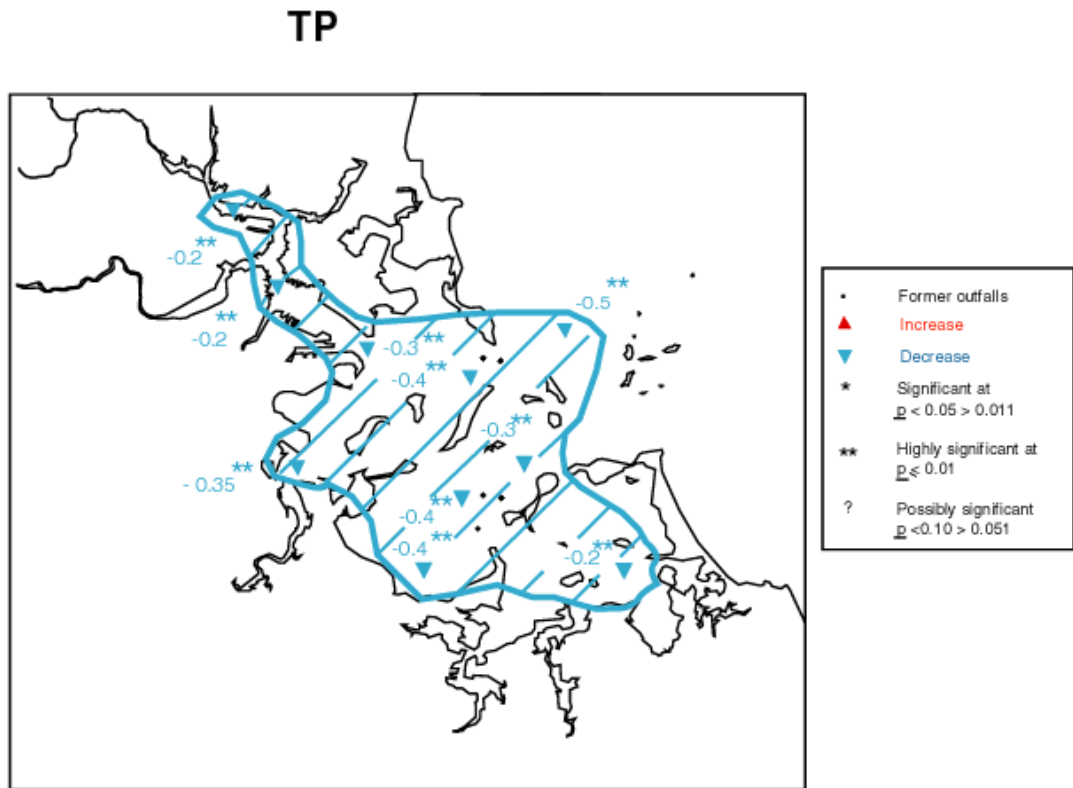 TP
**
-0.2
**
-0.2
**
-0.5
-0.3 **
-0.4 **
**
-0.3
**
- 0.35
**
-0.4
**
-0.4
**
-0.2
Former outfalls
Increase
Decrease
* Significant at
p < 0.05 > 0.011
** Highly significant at
p ≤ 0.01
? Possibly significant
p <0.10 > 0.051